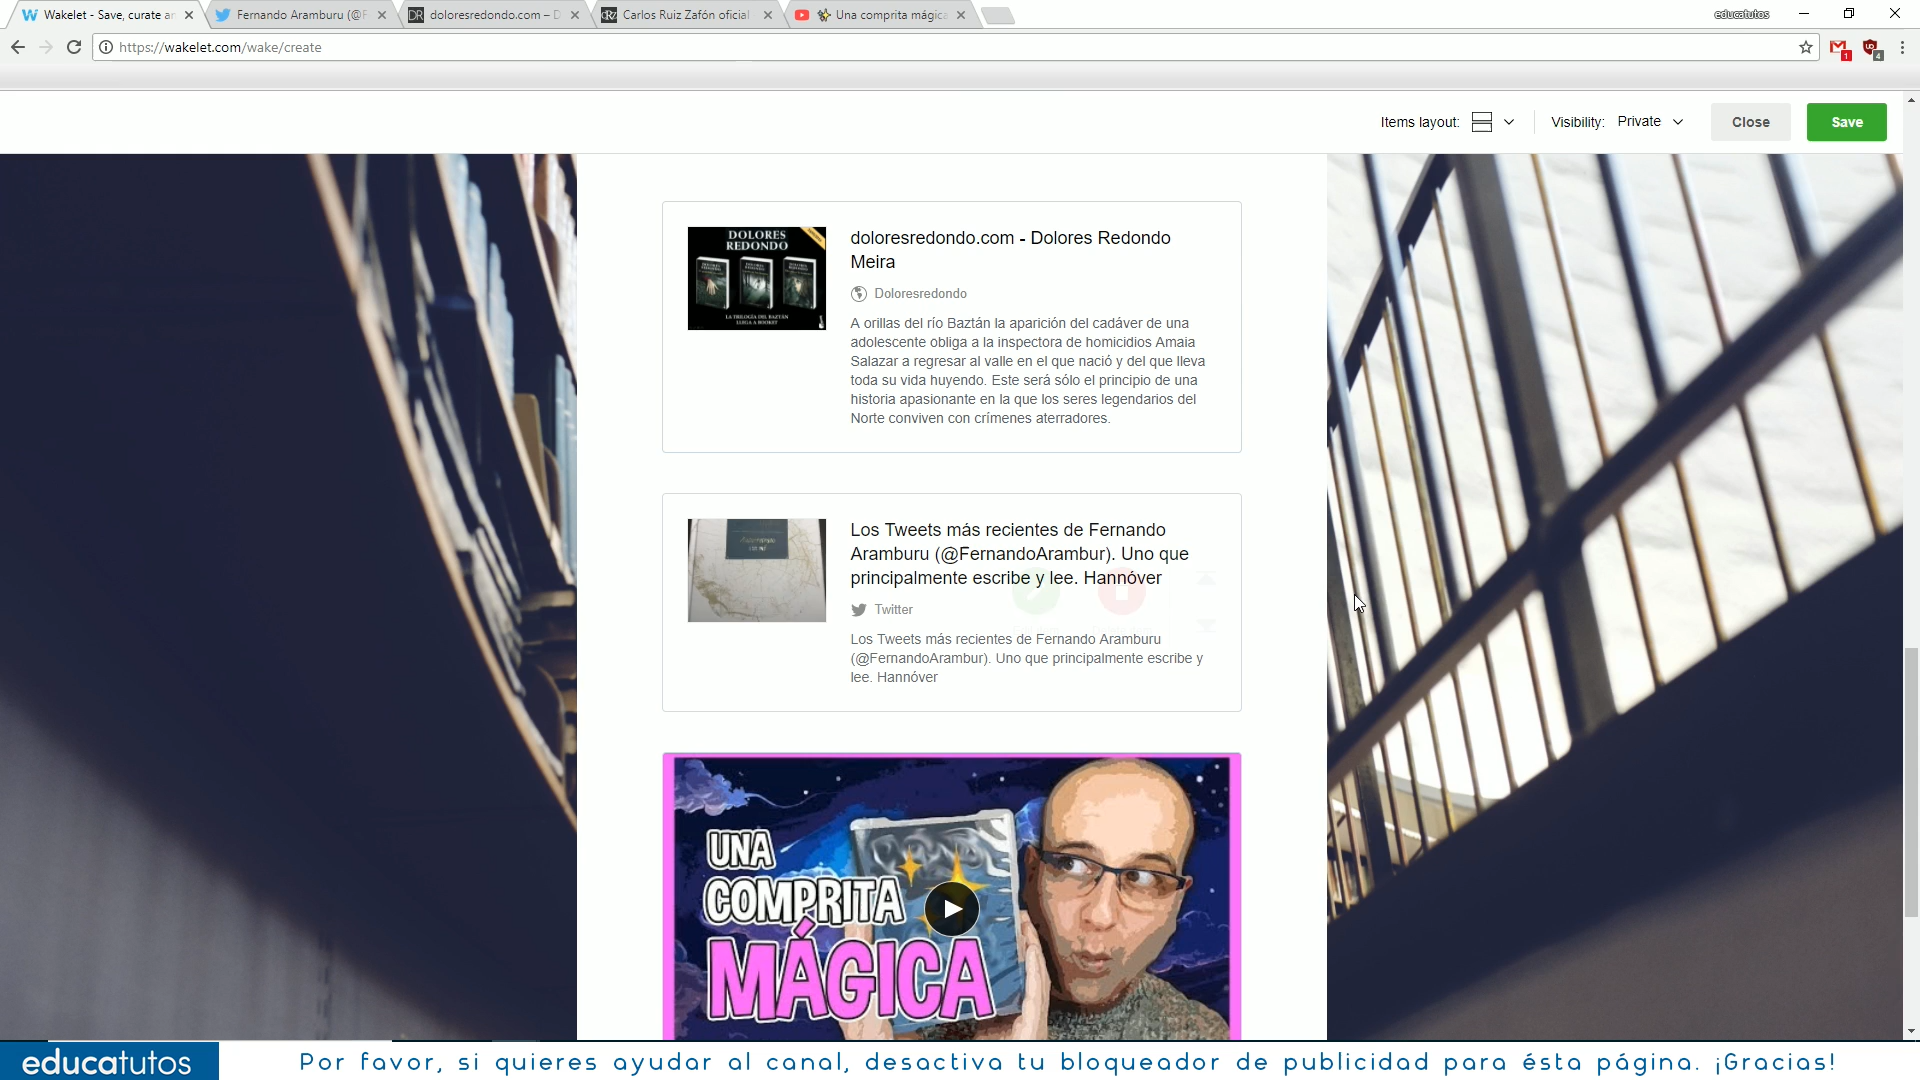 Wakelet - Save, curate ar
Fernando Aramburu (@F
doloresredondo.com – D
Carlos Ruiz Zafón oficial
Una comprita mágica
educatutos
https://wakelet.com/wake/create
Items layout:
Visibility: Private
Close
Save
DOLORES
REDONDO
LA TRILOGÍA DEL BAZTÁN
LLEGA A BOOKET
doloresredondo.com - Dolores Redondo
Meira
Doloresredondo
A orillas del río Baztán la aparición del cadáver de una
adolescente obliga a la inspectora de homicidios Amaia
Salazar a regresar al valle en el que nació y del que lleva
toda su vida huyendo. Este será sólo el principio de una
historia apasionante en la que los seres legendarios del
Norte conviven con crímenes aterradores.
Los Tweets más recientes de Fernando
Aramburu (@FernandoArambur). Uno que
principalmente escribe y lee. Hannóver
Twitter
Los Tweets más recientes de Fernando Aramburu
(@FernandoArambur). Uno que principalmente escribe y
lee. Hannóver
UNA
COMPRITA
MÁGICA
educatutos
Por favor, si quieres ayudar al canal, desactiva tu bloqueador de publicidad para ésta página. ¡Gracias!